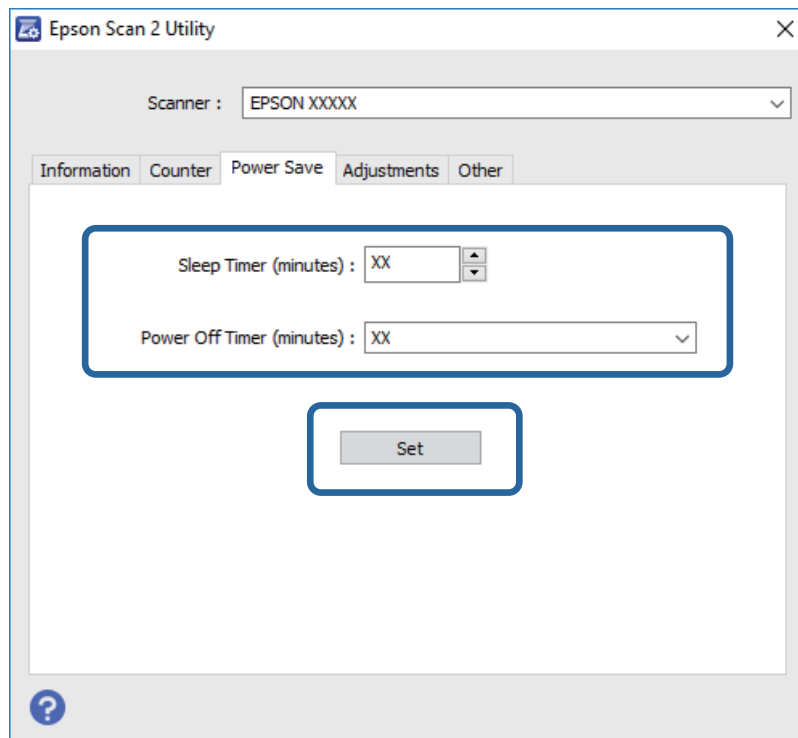 Epson Scan 2 Utility
Scanner : EPSON XXXXX
Information Counter Power Save Adjustments Other
Sleep Timer (minutes) : XX
Power Off Timer (minutes) : XX
Set
?